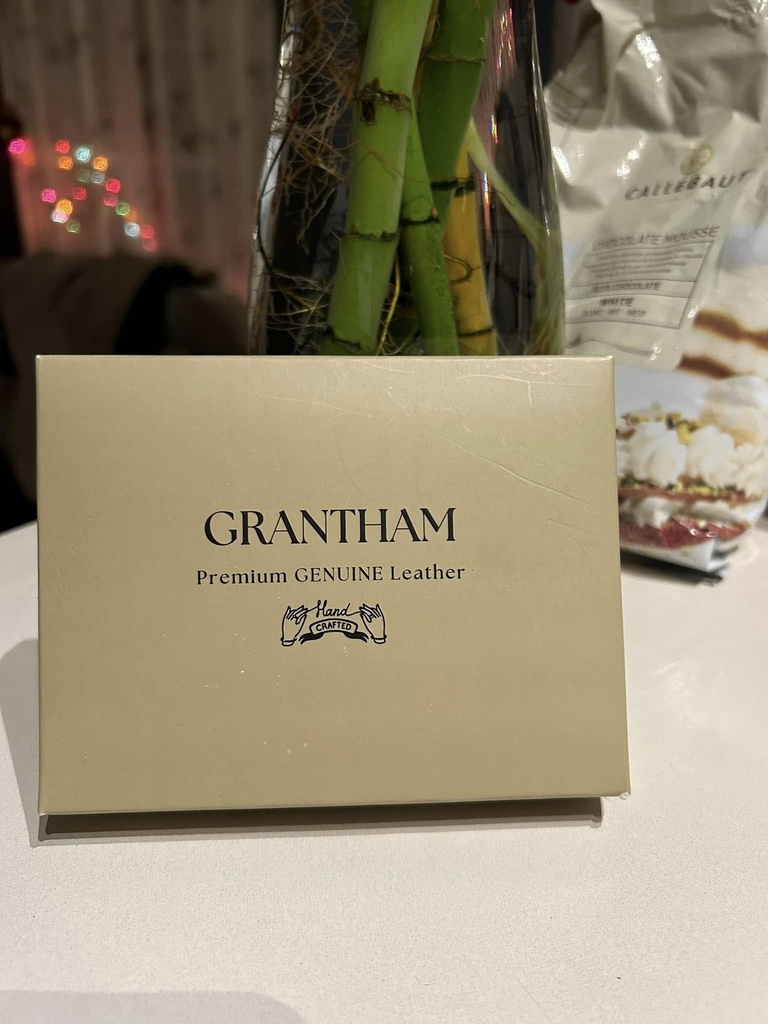 CALLEBAUT
CHOCOLATE MOUSSE
WHITE
GRANTHAM
Premium GENUINE Leather
Hand
CRAFTED